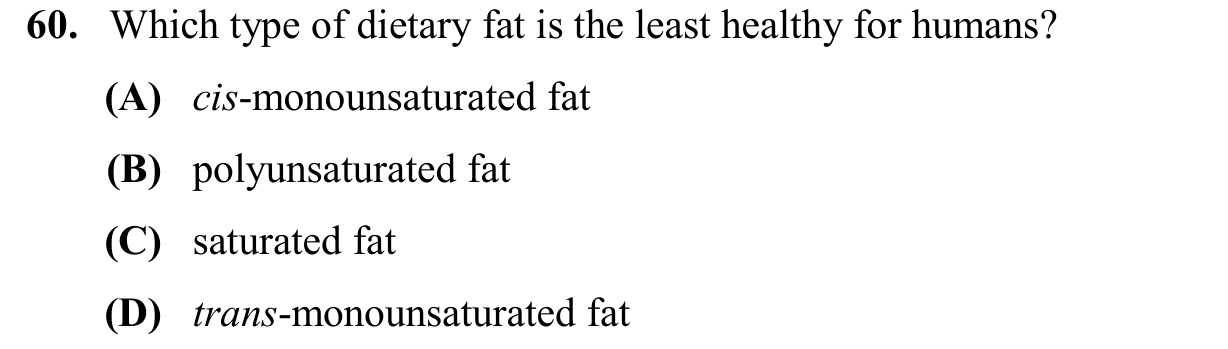 60. Which type of dietary fat is the least healthy for humans?
(A) cis-monounsaturated fat
(B) polyunsaturated fat
(C) saturated fat
(D) trans-monounsaturated fat